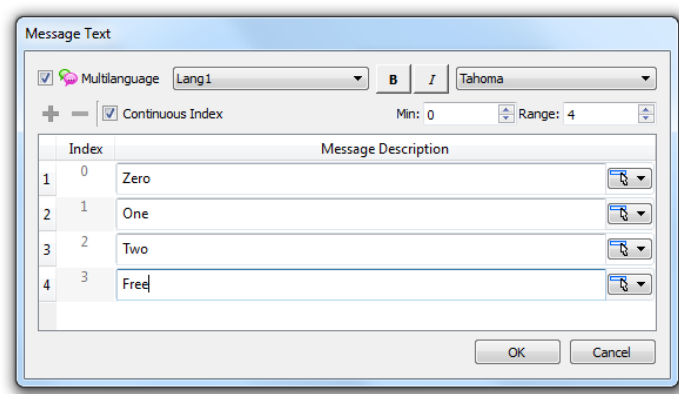 Message Text
Multilanguage Lang1 B I Tahoma
Continuous Index Min: 0 Range: 4
Index Message Description
1 0 Zero
2 1 One
3 2 Two
4 3 Free
OK Cancel